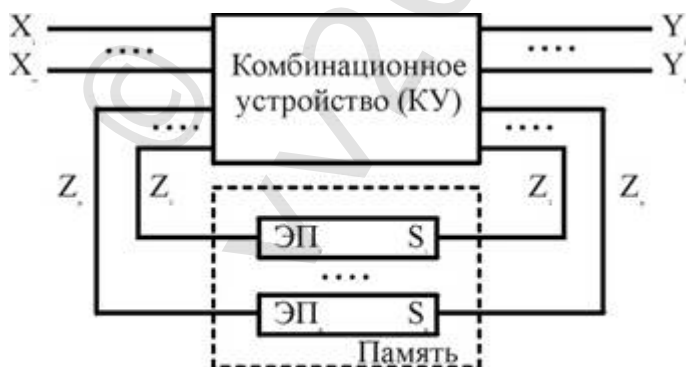 X Y
X Y
Комбинационное
устройство (КУ)
Z Z Z Z
ЭП S
ЭП S
Память